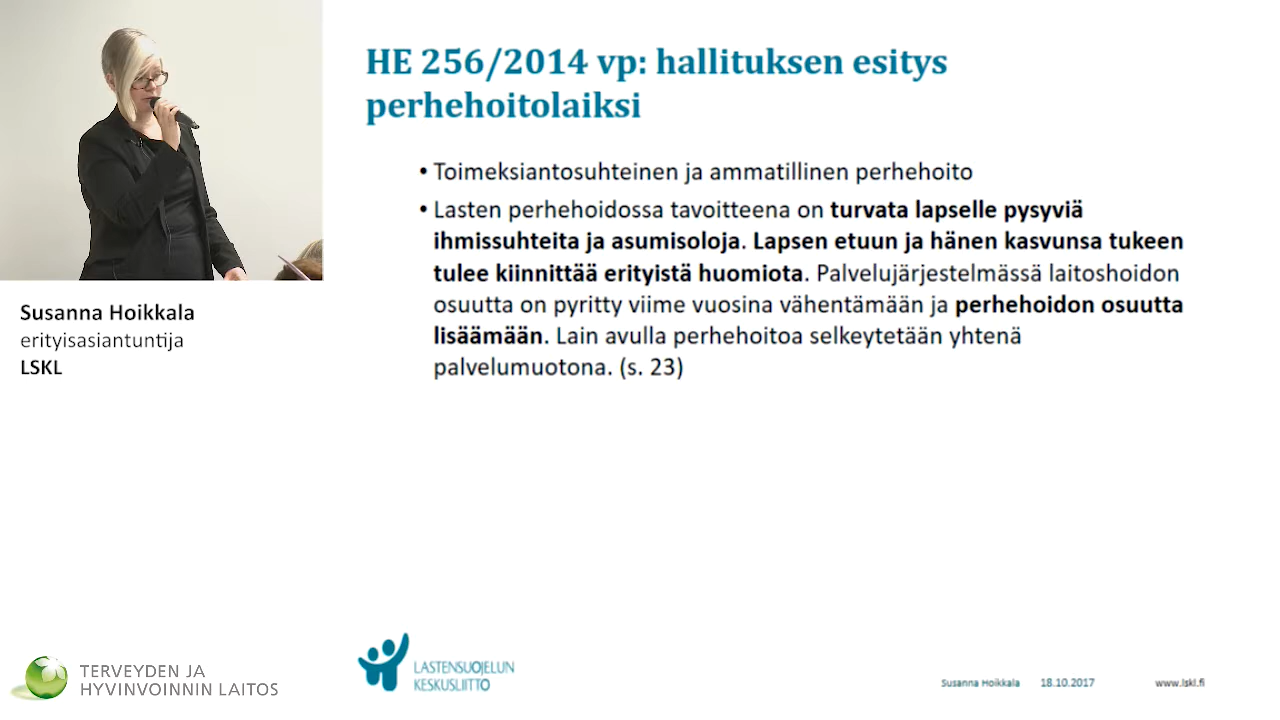 HE 256/2014 vp: hallituksen esitys
perhehoitolaiksi
• Toimeksiantosuhteinen ja ammatillinen perhehoito
• Lasten perhehoidossa tavoitteena on turvata lapselle pysyviä
ihmissuhteita ja asumisoloja. Lapsen etuun ja hänen kasvunsa tukeen
tulee kiinnittää erityistä huomiota. Palvelujärjestelmässä laitoshoidon
osuutta on pyritty viime vuosina vähentämään ja perhehoidon osuutta
lisäämään. Lain avulla perhehoitoa selkeytetään yhtenä
palvelumuotona. (s. 23)
Susanna Hoikkala
erityisasiantuntija
LSKL
TERVEYDEN JA
HYVINVOINNIN LAITOS
LASTENSUOJELUN
KESKUSLIITTO
Susanna Hoikkala 18.10.2017 www.lskl.fi